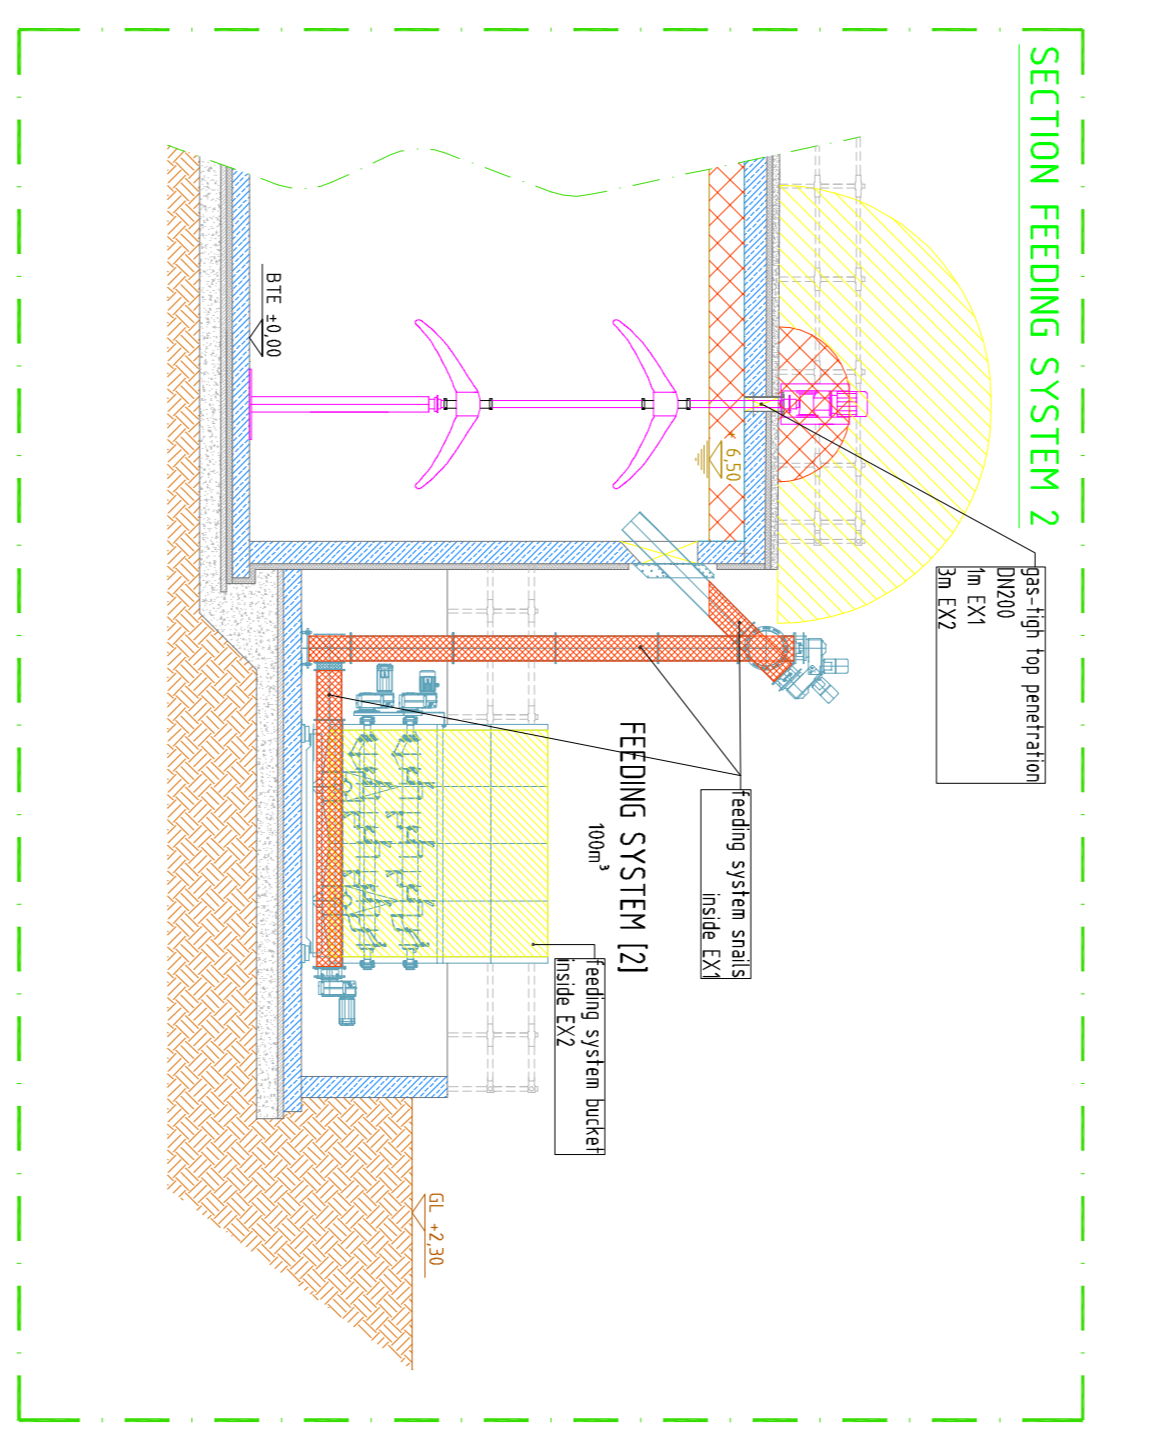 SECTION FEEDING SYSTEM 2
gas-tigh top penetration
DN200
1m EX1
3m EX2
6,50
BTE ±0,00
feeding system snails
inside EX1
FEEDING SYSTEM [2]
100m³
feeding system bucket
inside EX2
GL +2,30